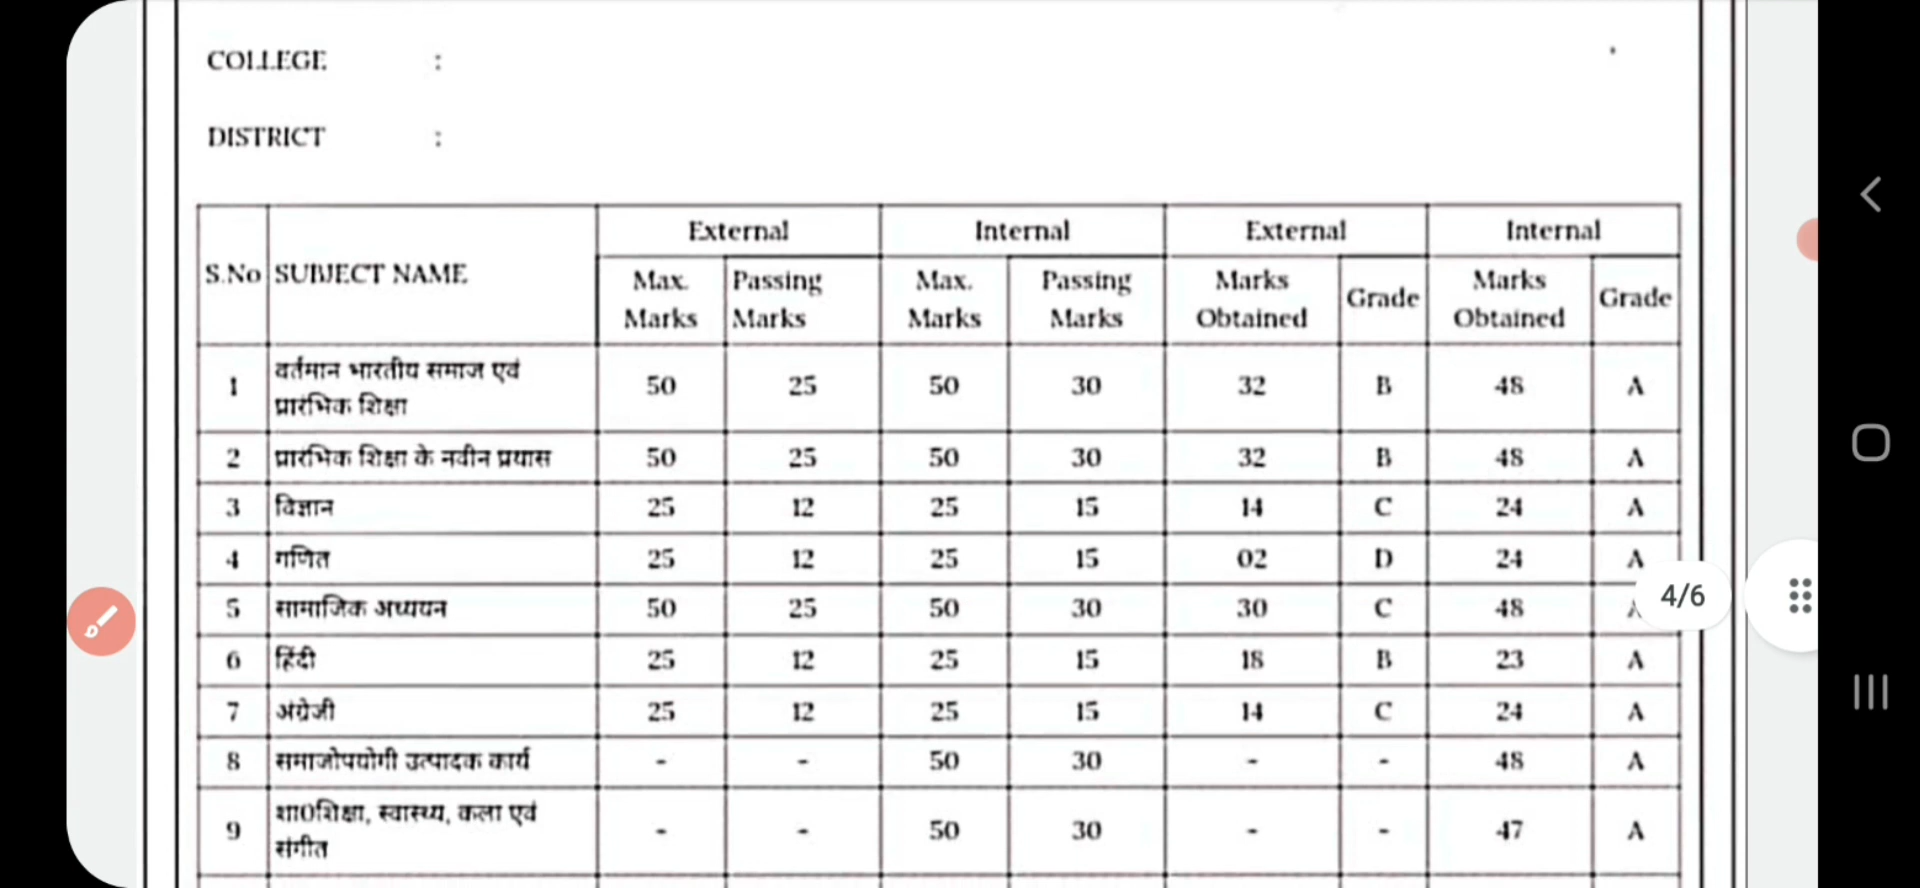 COLLEGE :
DISTRICT :
S.No SUBJECT NAME External Internal External Internal
Max. Marks Passing Marks Max. Marks Passing Marks Marks Obtained Grade Marks Obtained Grade
1 वर्तमान भारतीय समाज एवं प्रारंभिक शिक्षा 50 25 50 30 32 B 48 A
2 प्रारंभिक शिक्षा के नवीन प्रयास 50 25 50 30 32 B 48 A
3 विज्ञान 25 12 25 15 14 C 24 A
4 गणित 25 12 25 15 02 D 24 A
5 सामाजिक अध्ययन 50 25 50 30 30 C 48
4/6
6 हिंदी 25 12 25 15 18 B 23 A
7 अंग्रेजी 25 12 25 15 14 C 24 A
8 समाजोपयोगी उत्पादक कार्य - - 50 30 - - 48 A
9 शा0शिक्षा, स्वास्थ्य, कला एवं संगीत - - 50 30 - - 47 A